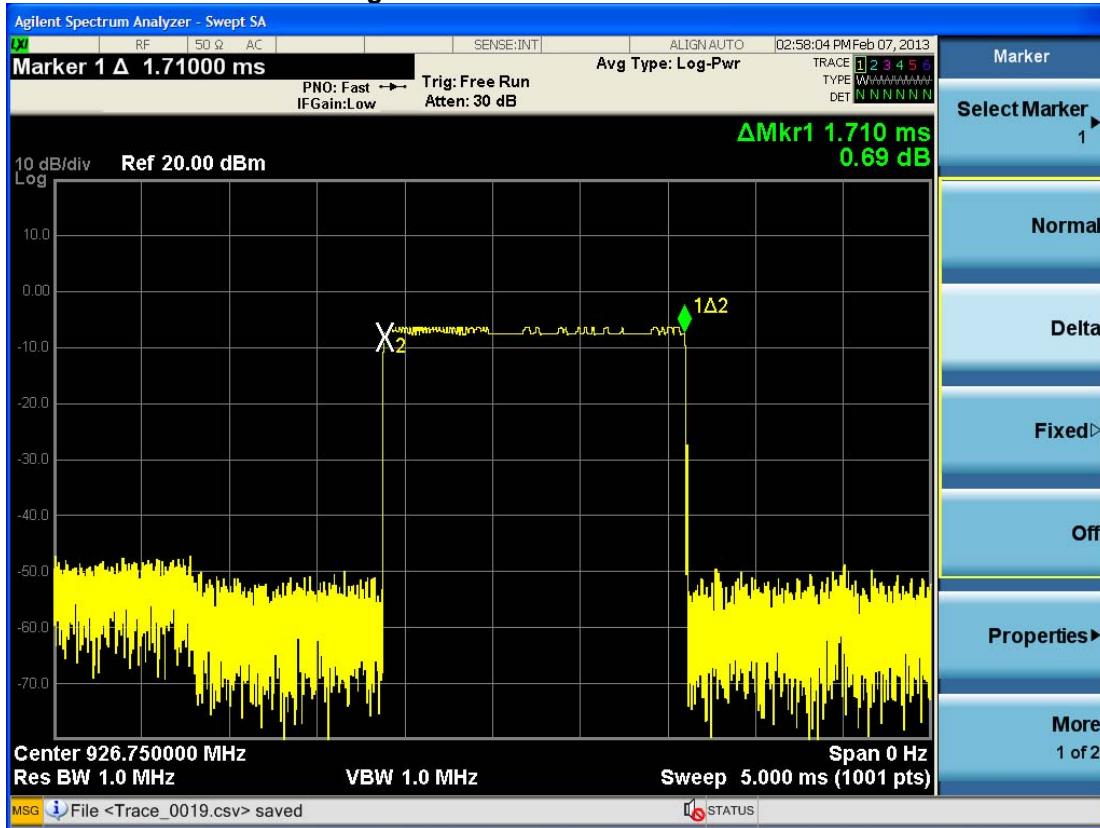 Agilent Spectrum Analyzer - Swept SA
LXI RF 50 Ω AC SENSE:INT ALIGN AUTO 02:58:04 PM Feb 07, 2013
Marker 1 Δ 1.71000 ms
PNO: Fast
IFGain:Low
Trig: Free Run
Atten: 30 dB
Avg Type: Log-Pwr
TRACE 1 2 3 4 5 6
TYPE
DET N N N N N N
ΔMkr1 1.710 ms
0.69 dB
10 dB/div Ref 20.00 dBm
Log
10.0
0.00
-10.0
-20.0
-30.0
-40.0
-50.0
-60.0
-70.0
X2
1Δ2
Center 926.750000 MHz Span 0 Hz
Res BW 1.0 MHz VBW 1.0 MHz Sweep 5.000 ms (1001 pts)
MSG File <Trace_0019.csv> saved STATUS
Marker
Select Marker
1
Normal
Delta
Fixed
Off
Properties
More
1 of 2